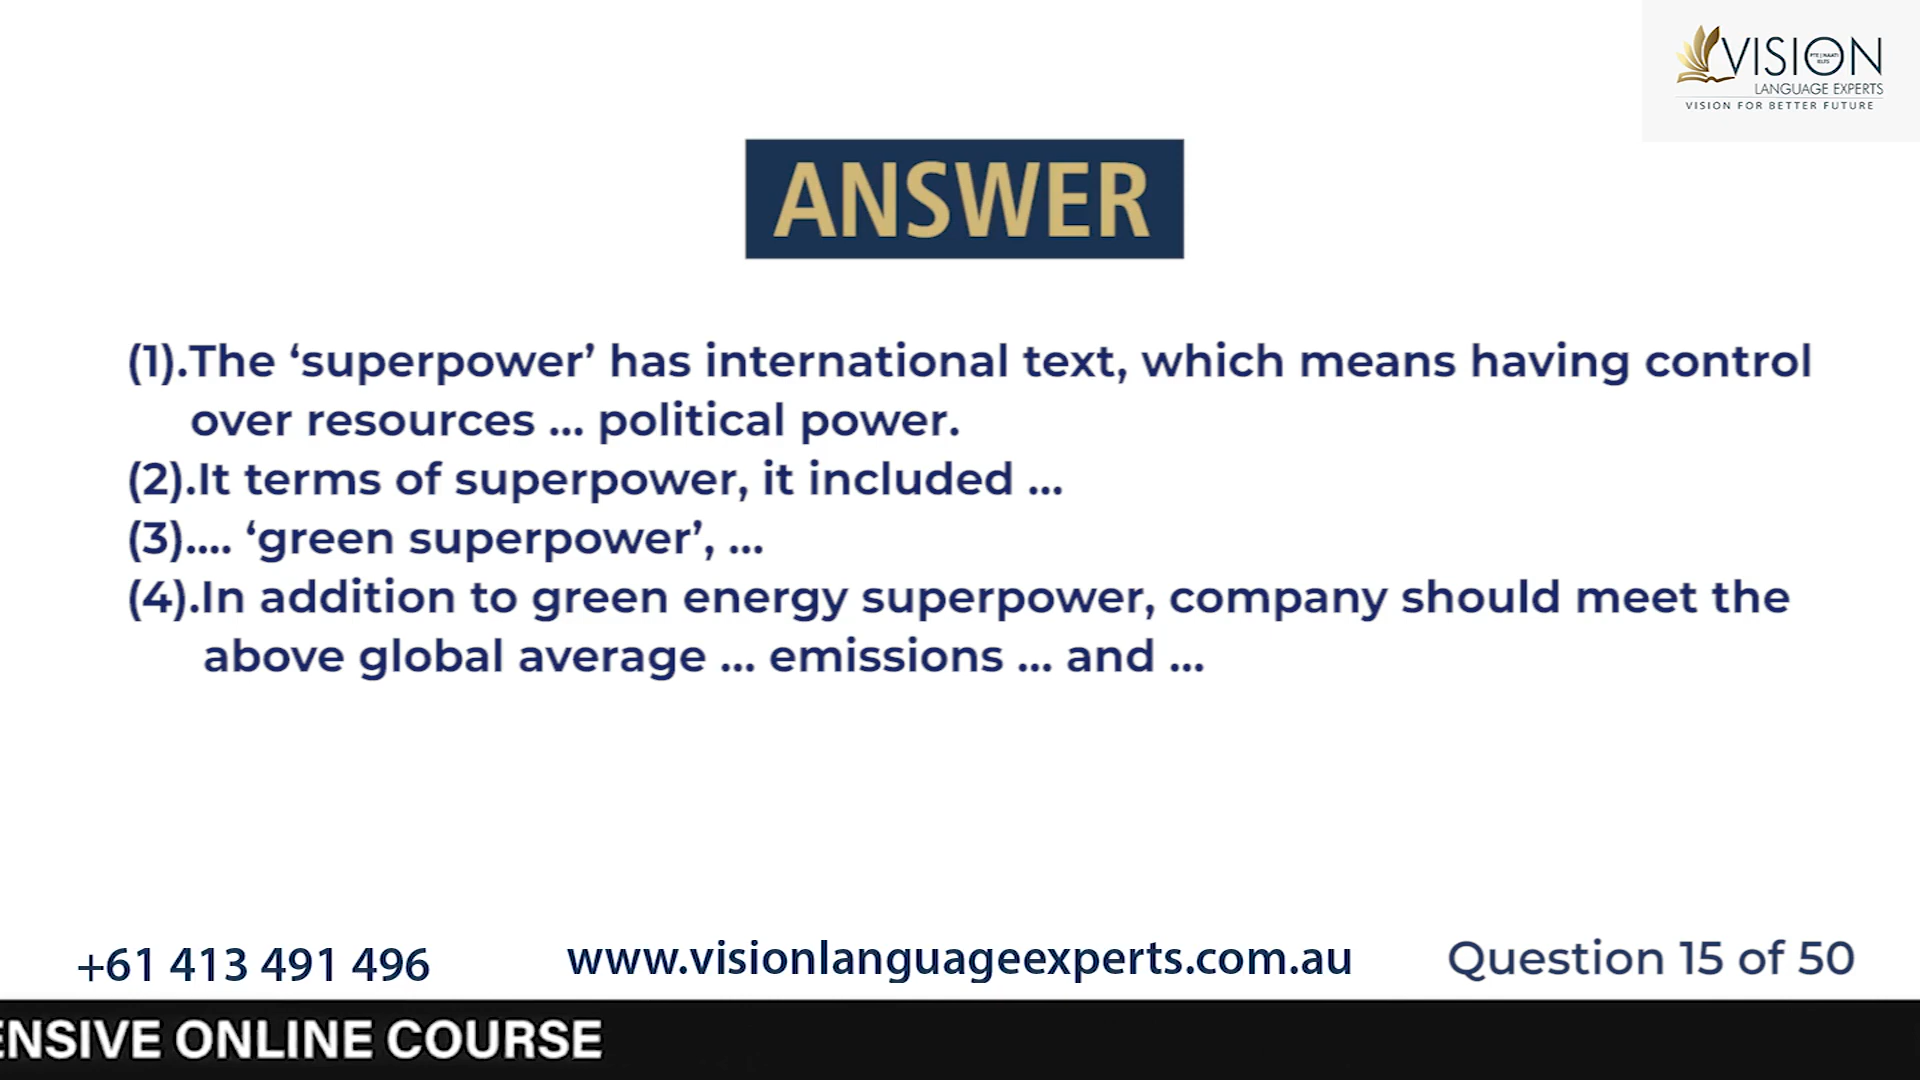 VISION
LANGUAGE EXPERTS
VISION FOR BETTER FUTURE
ANSWER
(1).The ‘superpower’ has international text, which means having control
over resources ... political power.
(2).It terms of superpower, it included ...
(3).... ‘green superpower’, ...
(4).In addition to green energy superpower, company should meet the
above global average ... emissions ... and ...
+61 413 491 496
www.visionlanguageexperts.com.au
Question 15 of 50
ENSIVE ONLINE COURSE